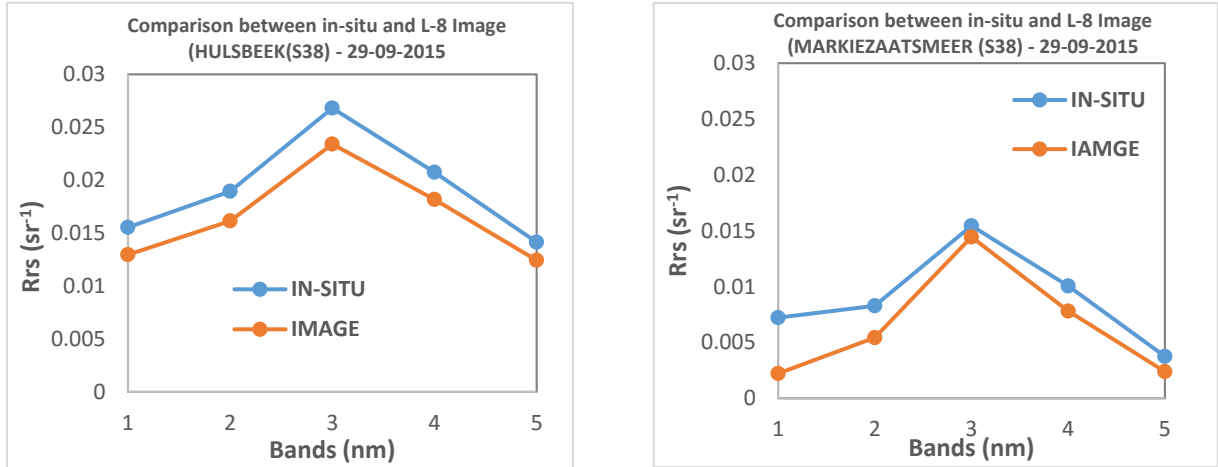 Comparison between in-situ and L-8 Image
(HULSBEEK(S38) - 29-09-2015
0.03
0.025
0.02
0.015
0.01
0.005
0
Rrs (sr-1)
IN-SITU
IMAGE
1 2 3 4 5
Bands (nm)
Comparison between in-situ and L-8 Image
(MARKIEZAATSMEER (S38) - 29-09-2015
0.03
0.025
0.02
0.015
0.01
0.005
0
Rrs (sr-1)
IN-SITU
IAMGE
1 2 3 4 5
Bands (nm)